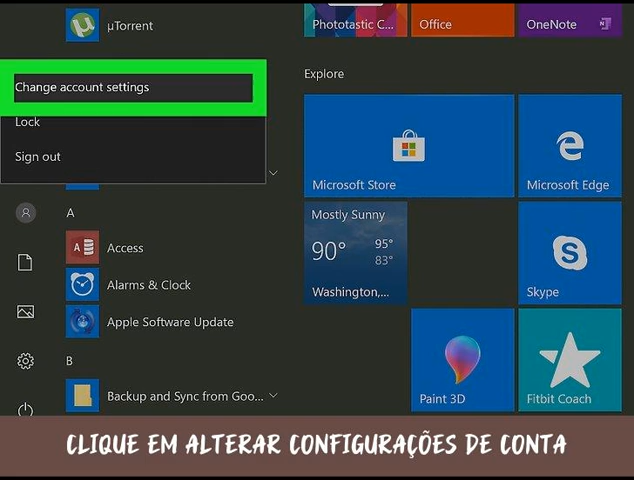 µTorrent
Change account settings
Lock
Sign out
A
Access
Alarms & Clock
Apple Software Update
B
Backup and Sync from Goo...
Phototastic C...
Office
OneNote
Explore
Microsoft Store
Microsoft Edge
Mostly Sunny
90° 95°
83°
Washington,...
Skype
Paint 3D
Fitbit Coach
CLIQUE EM ALTERAR CONFIGURAÇÕES DE CONTA